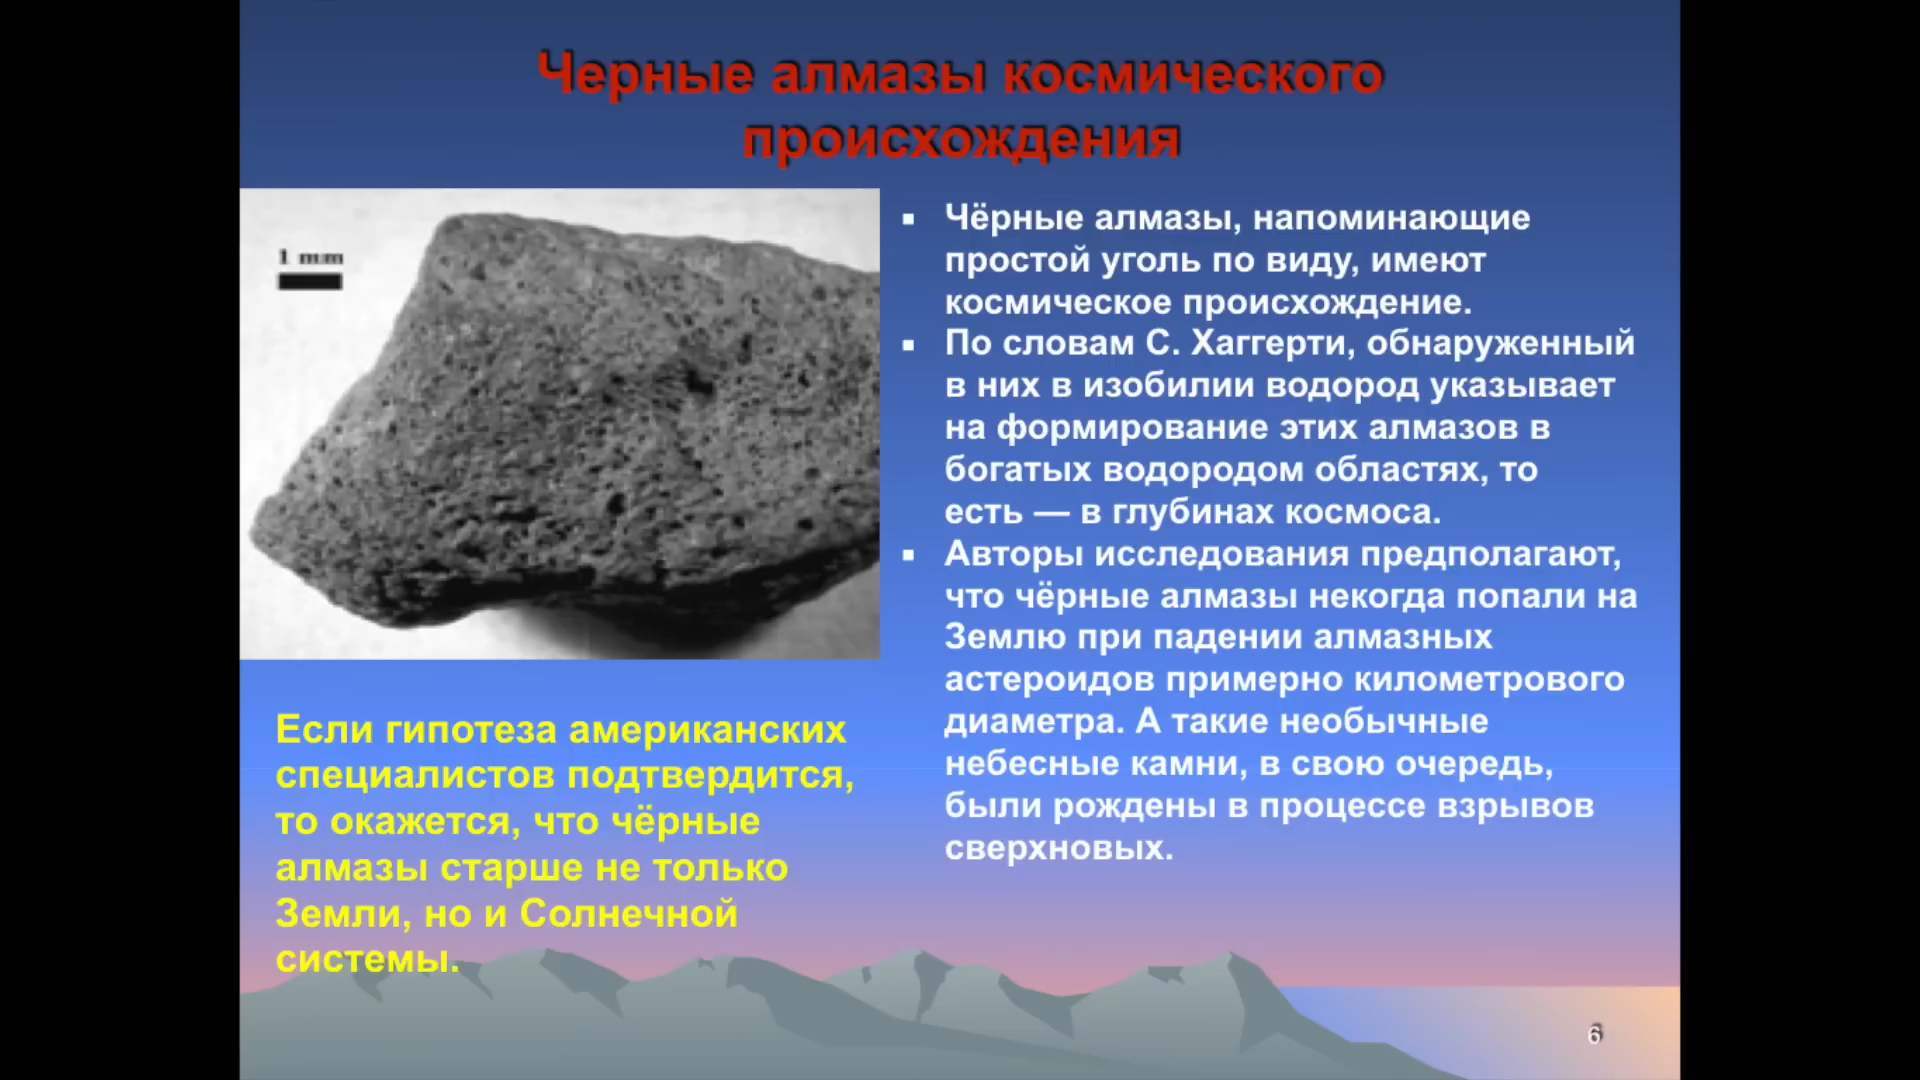 Черные алмазы космического
происхождения
1 mm
▪ Чёрные алмазы, напоминающие
простой уголь по виду, имеют
космическое происхождение.
▪ По словам С. Хаггерти, обнаруженный
в них в изобилии водород указывает
на формирование этих алмазов в
богатых водородом областях, то
есть — в глубинах космоса.
▪ Авторы исследования предполагают,
что чёрные алмазы некогда попали на
Землю при падении алмазных
астероидов примерно километрового
диаметра. А такие необычные
небесные камни, в свою очередь,
были рождены в процессе взрывов
сверхновых.
Если гипотеза американских
специалистов подтвердится,
то окажется, что чёрные
алмазы старше не только
Земли, но и Солнечной
системы.
6